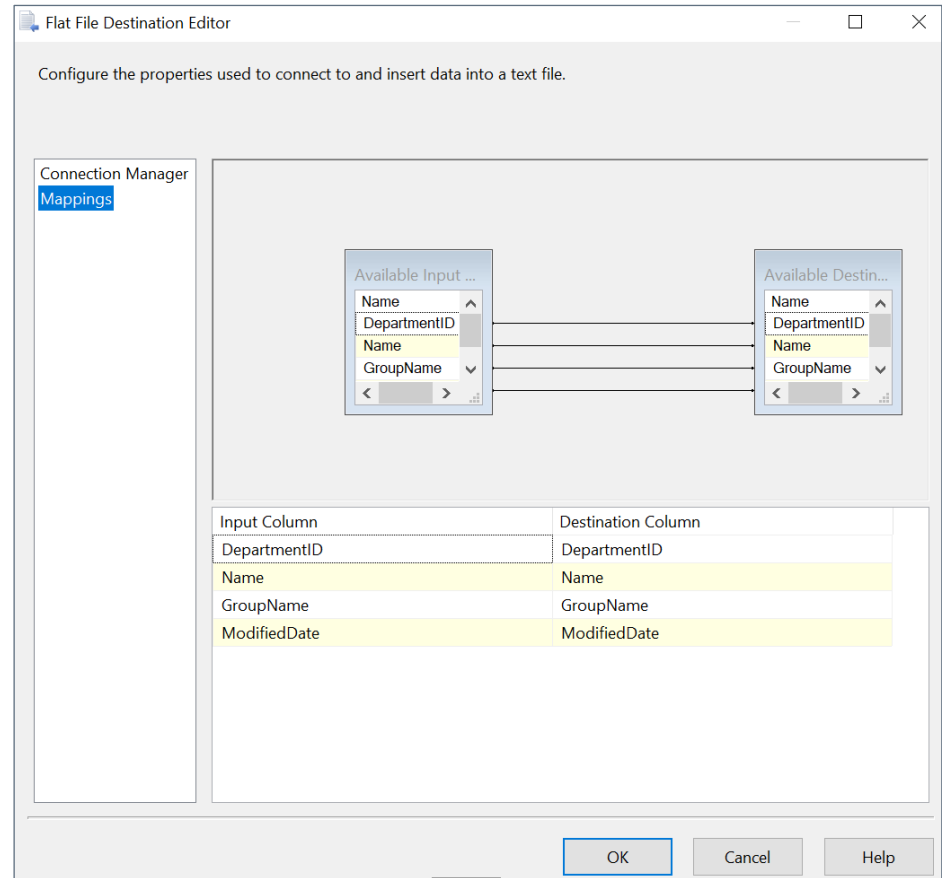 Flat File Destination Editor
Configure the properties used to connect to and insert data into a text file.
Connection Manager
Mappings
Available Input ...
Name
DepartmentID
Name
GroupName
Available Destin...
Name
DepartmentID
Name
GroupName
Input Column Destination Column
DepartmentID DepartmentID
Name Name
GroupName GroupName
ModifiedDate ModifiedDate
OK Cancel Help